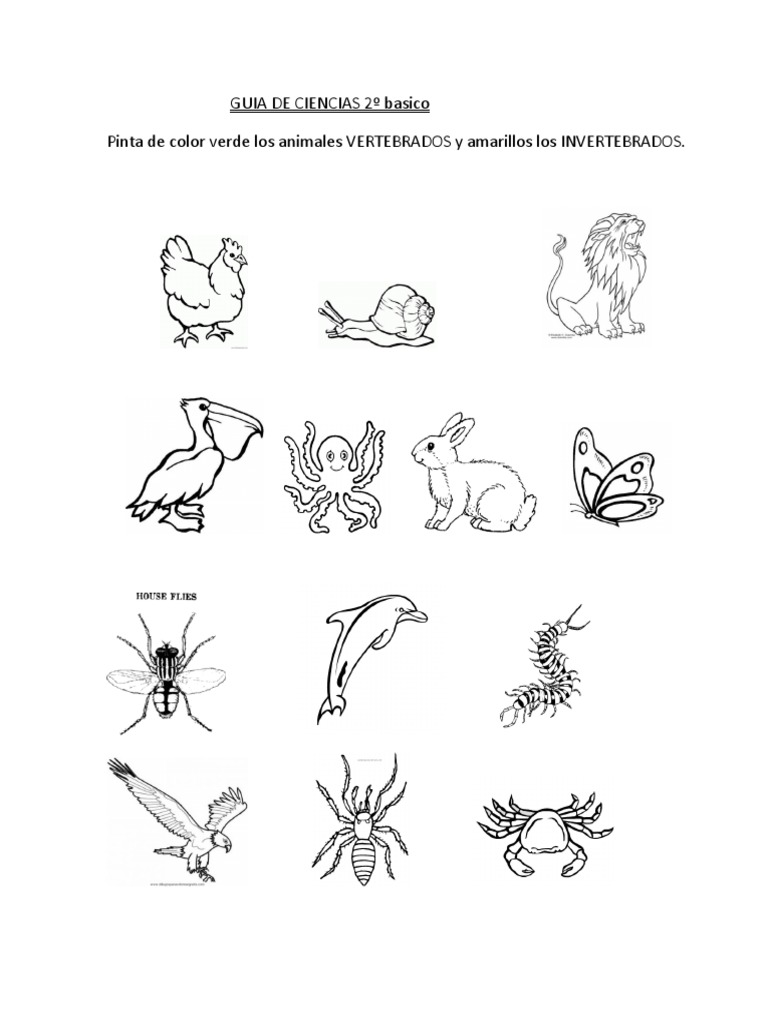 GUIA DE CIENCIAS 2º basico
Pinta de color verde los animales VERTEBRADOS y amarillos los INVERTEBRADOS.
HOUSE FLIES